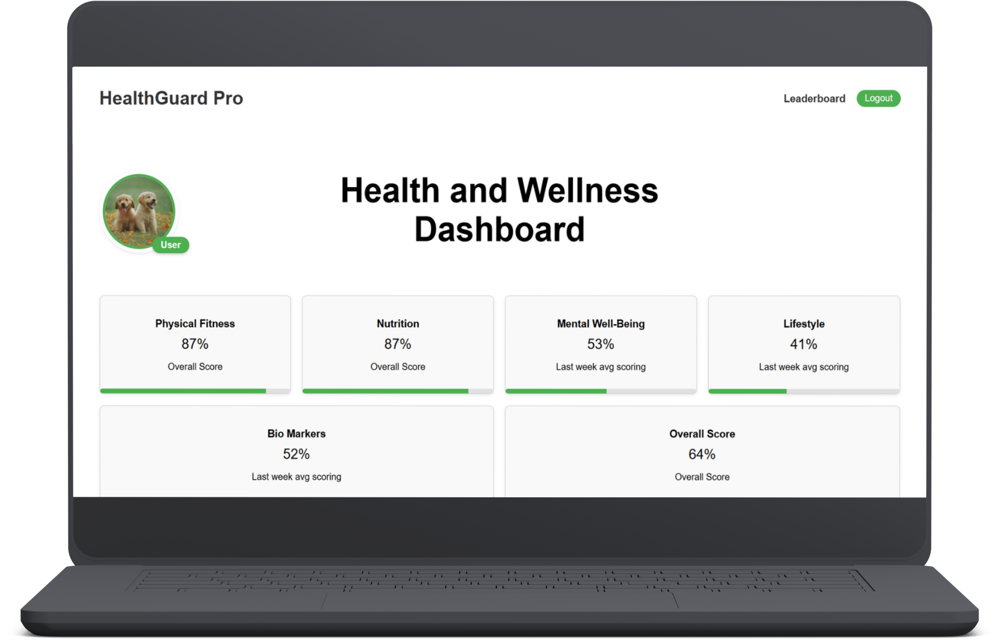 HealthGuard Pro
Leaderboard
Logout
Health and Wellness
Dashboard
User
Physical Fitness
87%
Overall Score
Nutrition
87%
Overall Score
Mental Well-Being
53%
Last week avg scoring
Lifestyle
41%
Last week avg scoring
Bio Markers
52%
Last week avg scoring
Overall Score
64%
Overall Score